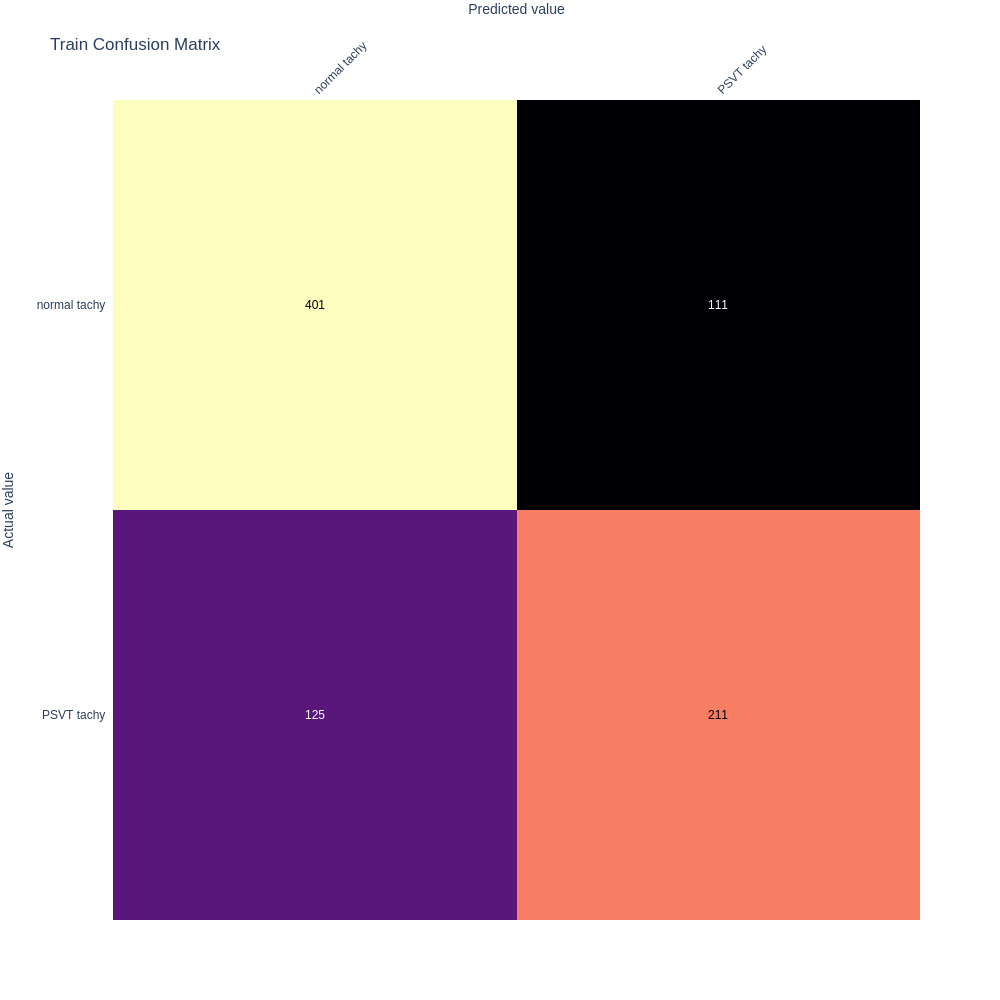 Predicted value
Train Confusion Matrix
normal tachy
PSVT tachy
normal tachy
401
111
Actual value
PSVT tachy
125
211